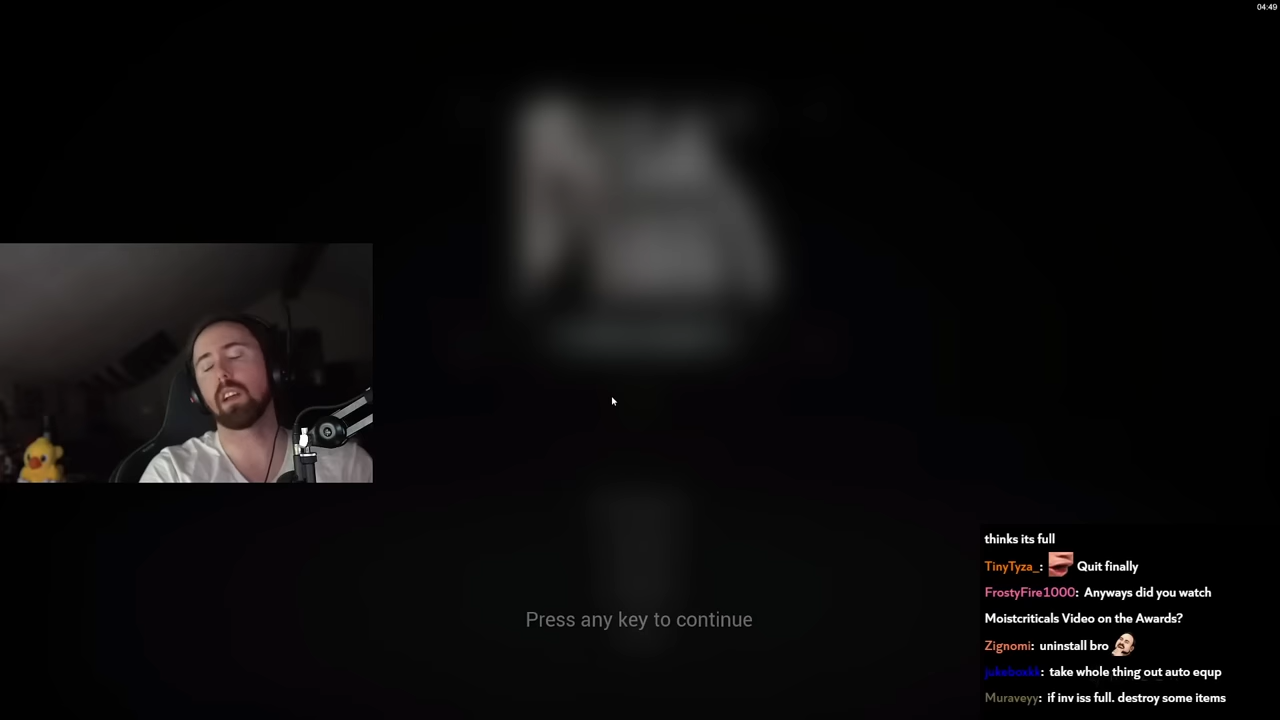 04:49
thinks its full
TinyTyza_: Quit finally
FrostyFire1000: Anyways did you watch
Moistcriticals Video on the Awards?
Zignomi: uninstall bro
jukeboskk: take whole thing out auto equp
Press any key to continue
Muraveyy: if inv iss full. destroy some items